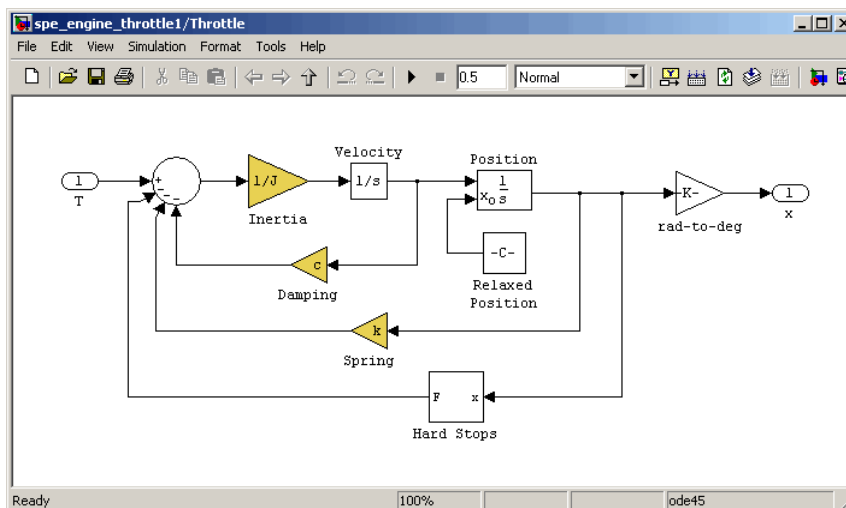 spe_engine_throttle1/Throttle
File Edit View Simulation Format Tools Help
0.5 Normal
Velocity
Position
1
T
+
-
-
-
1/J
1/s
x₀ 1/s
-K-
1
x
Inertia
rad-to-deg
-C-
c
Damping
Relaxed
Position
k
Spring
F x
Hard Stops
Ready 100% ode45